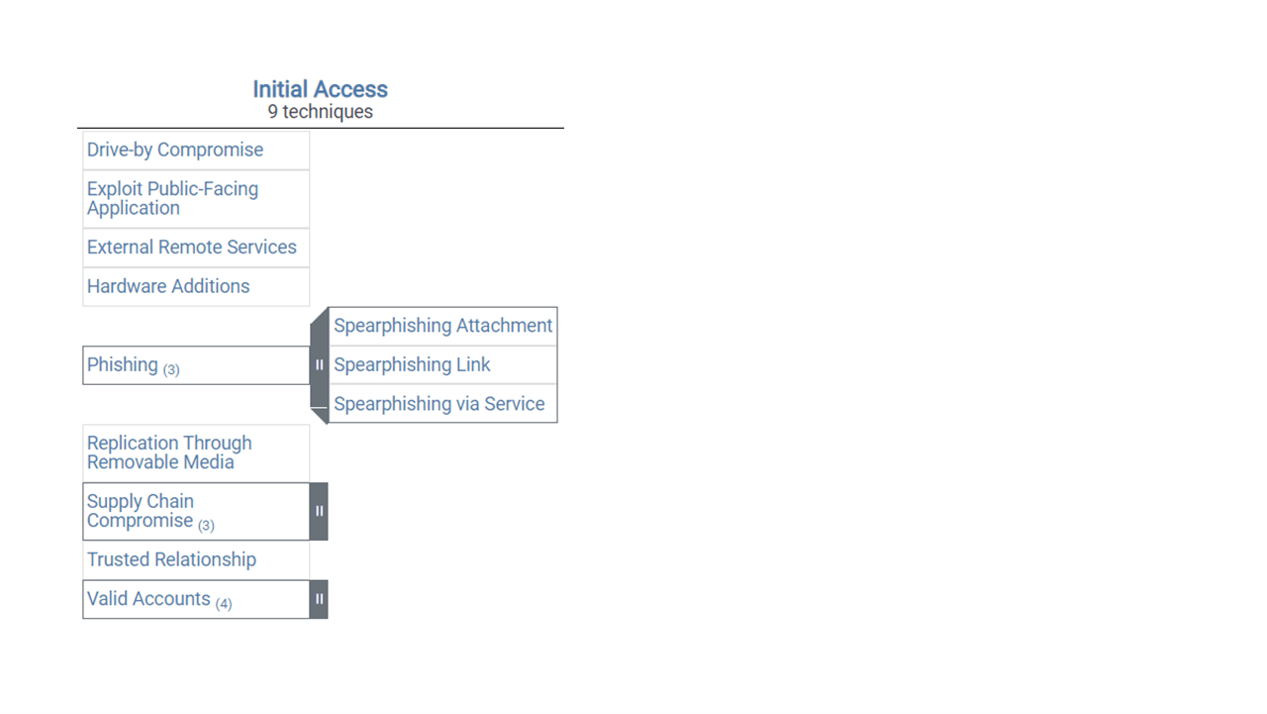 Initial Access
9 techniques
Drive-by Compromise
Exploit Public-Facing
Application
External Remote Services
Hardware Additions
Phishing (3)
Spearphishing Attachment
Spearphishing Link
Spearphishing via Service
Replication Through
Removable Media
Supply Chain
Compromise (3)
Trusted Relationship
Valid Accounts (4)